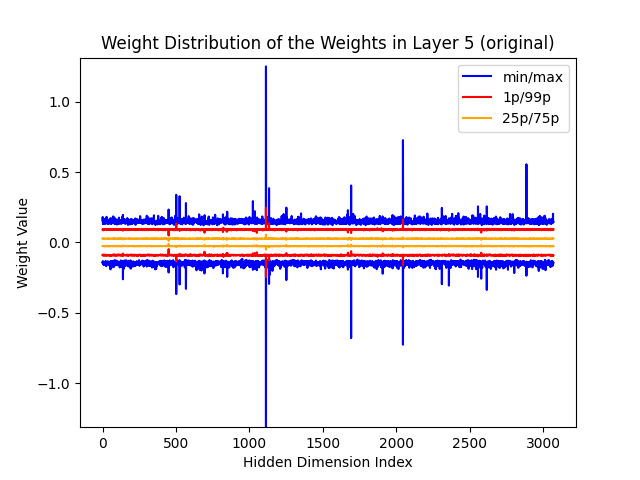 Weight Distribution of the Weights in Layer 5 (original)
min/max
1p/99p
25p/75p
1.0
0.5
0.0
−0.5
−1.0
Weight Value
0
500
1000
1500
2000
2500
3000
Hidden Dimension Index